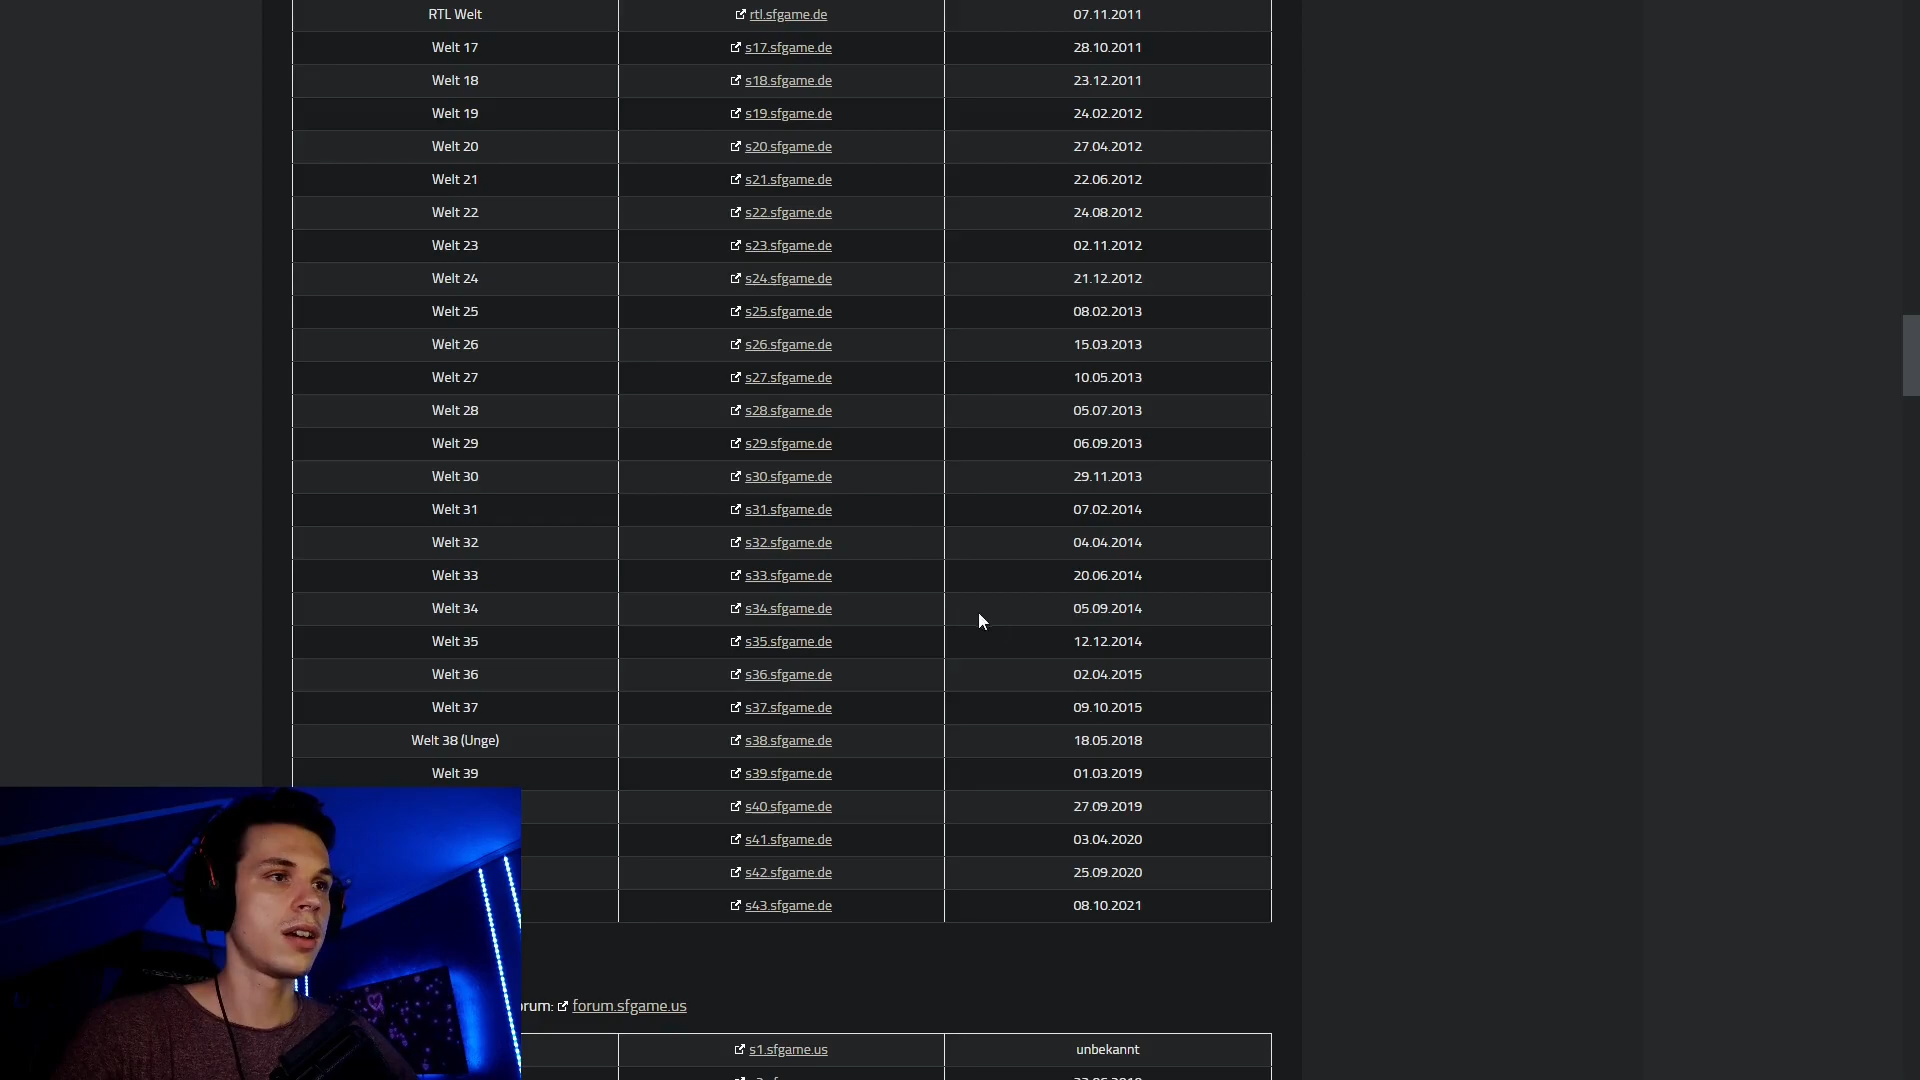 RTL Welt rtl.sfgame.de 07.11.2011
Welt 17 s17.sfgame.de 28.10.2011
Welt 18 s18.sfgame.de 23.12.2011
Welt 19 s19.sfgame.de 24.02.2012
Welt 20 s20.sfgame.de 27.04.2012
Welt 21 s21.sfgame.de 22.06.2012
Welt 22 s22.sfgame.de 24.08.2012
Welt 23 s23.sfgame.de 02.11.2012
Welt 24 s24.sfgame.de 21.12.2012
Welt 25 s25.sfgame.de 08.02.2013
Welt 26 s26.sfgame.de 15.03.2013
Welt 27 s27.sfgame.de 10.05.2013
Welt 28 s28.sfgame.de 05.07.2013
Welt 29 s29.sfgame.de 06.09.2013
Welt 30 s30.sfgame.de 29.11.2013
Welt 31 s31.sfgame.de 07.02.2014
Welt 32 s32.sfgame.de 04.04.2014
Welt 33 s33.sfgame.de 20.06.2014
Welt 34 s34.sfgame.de 05.09.2014
Welt 35 s35.sfgame.de 12.12.2014
Welt 36 s36.sfgame.de 02.04.2015
Welt 37 s37.sfgame.de 09.10.2015
Welt 38 (Unge) s38.sfgame.de 18.05.2018
Welt 39 s39.sfgame.de 01.03.2019
s40.sfgame.de 27.09.2019
s41.sfgame.de 03.04.2020
s42.sfgame.de 25.09.2020
s43.sfgame.de 08.10.2021
orum: forum.sfgame.us
s1.sfgame.us unbekannt